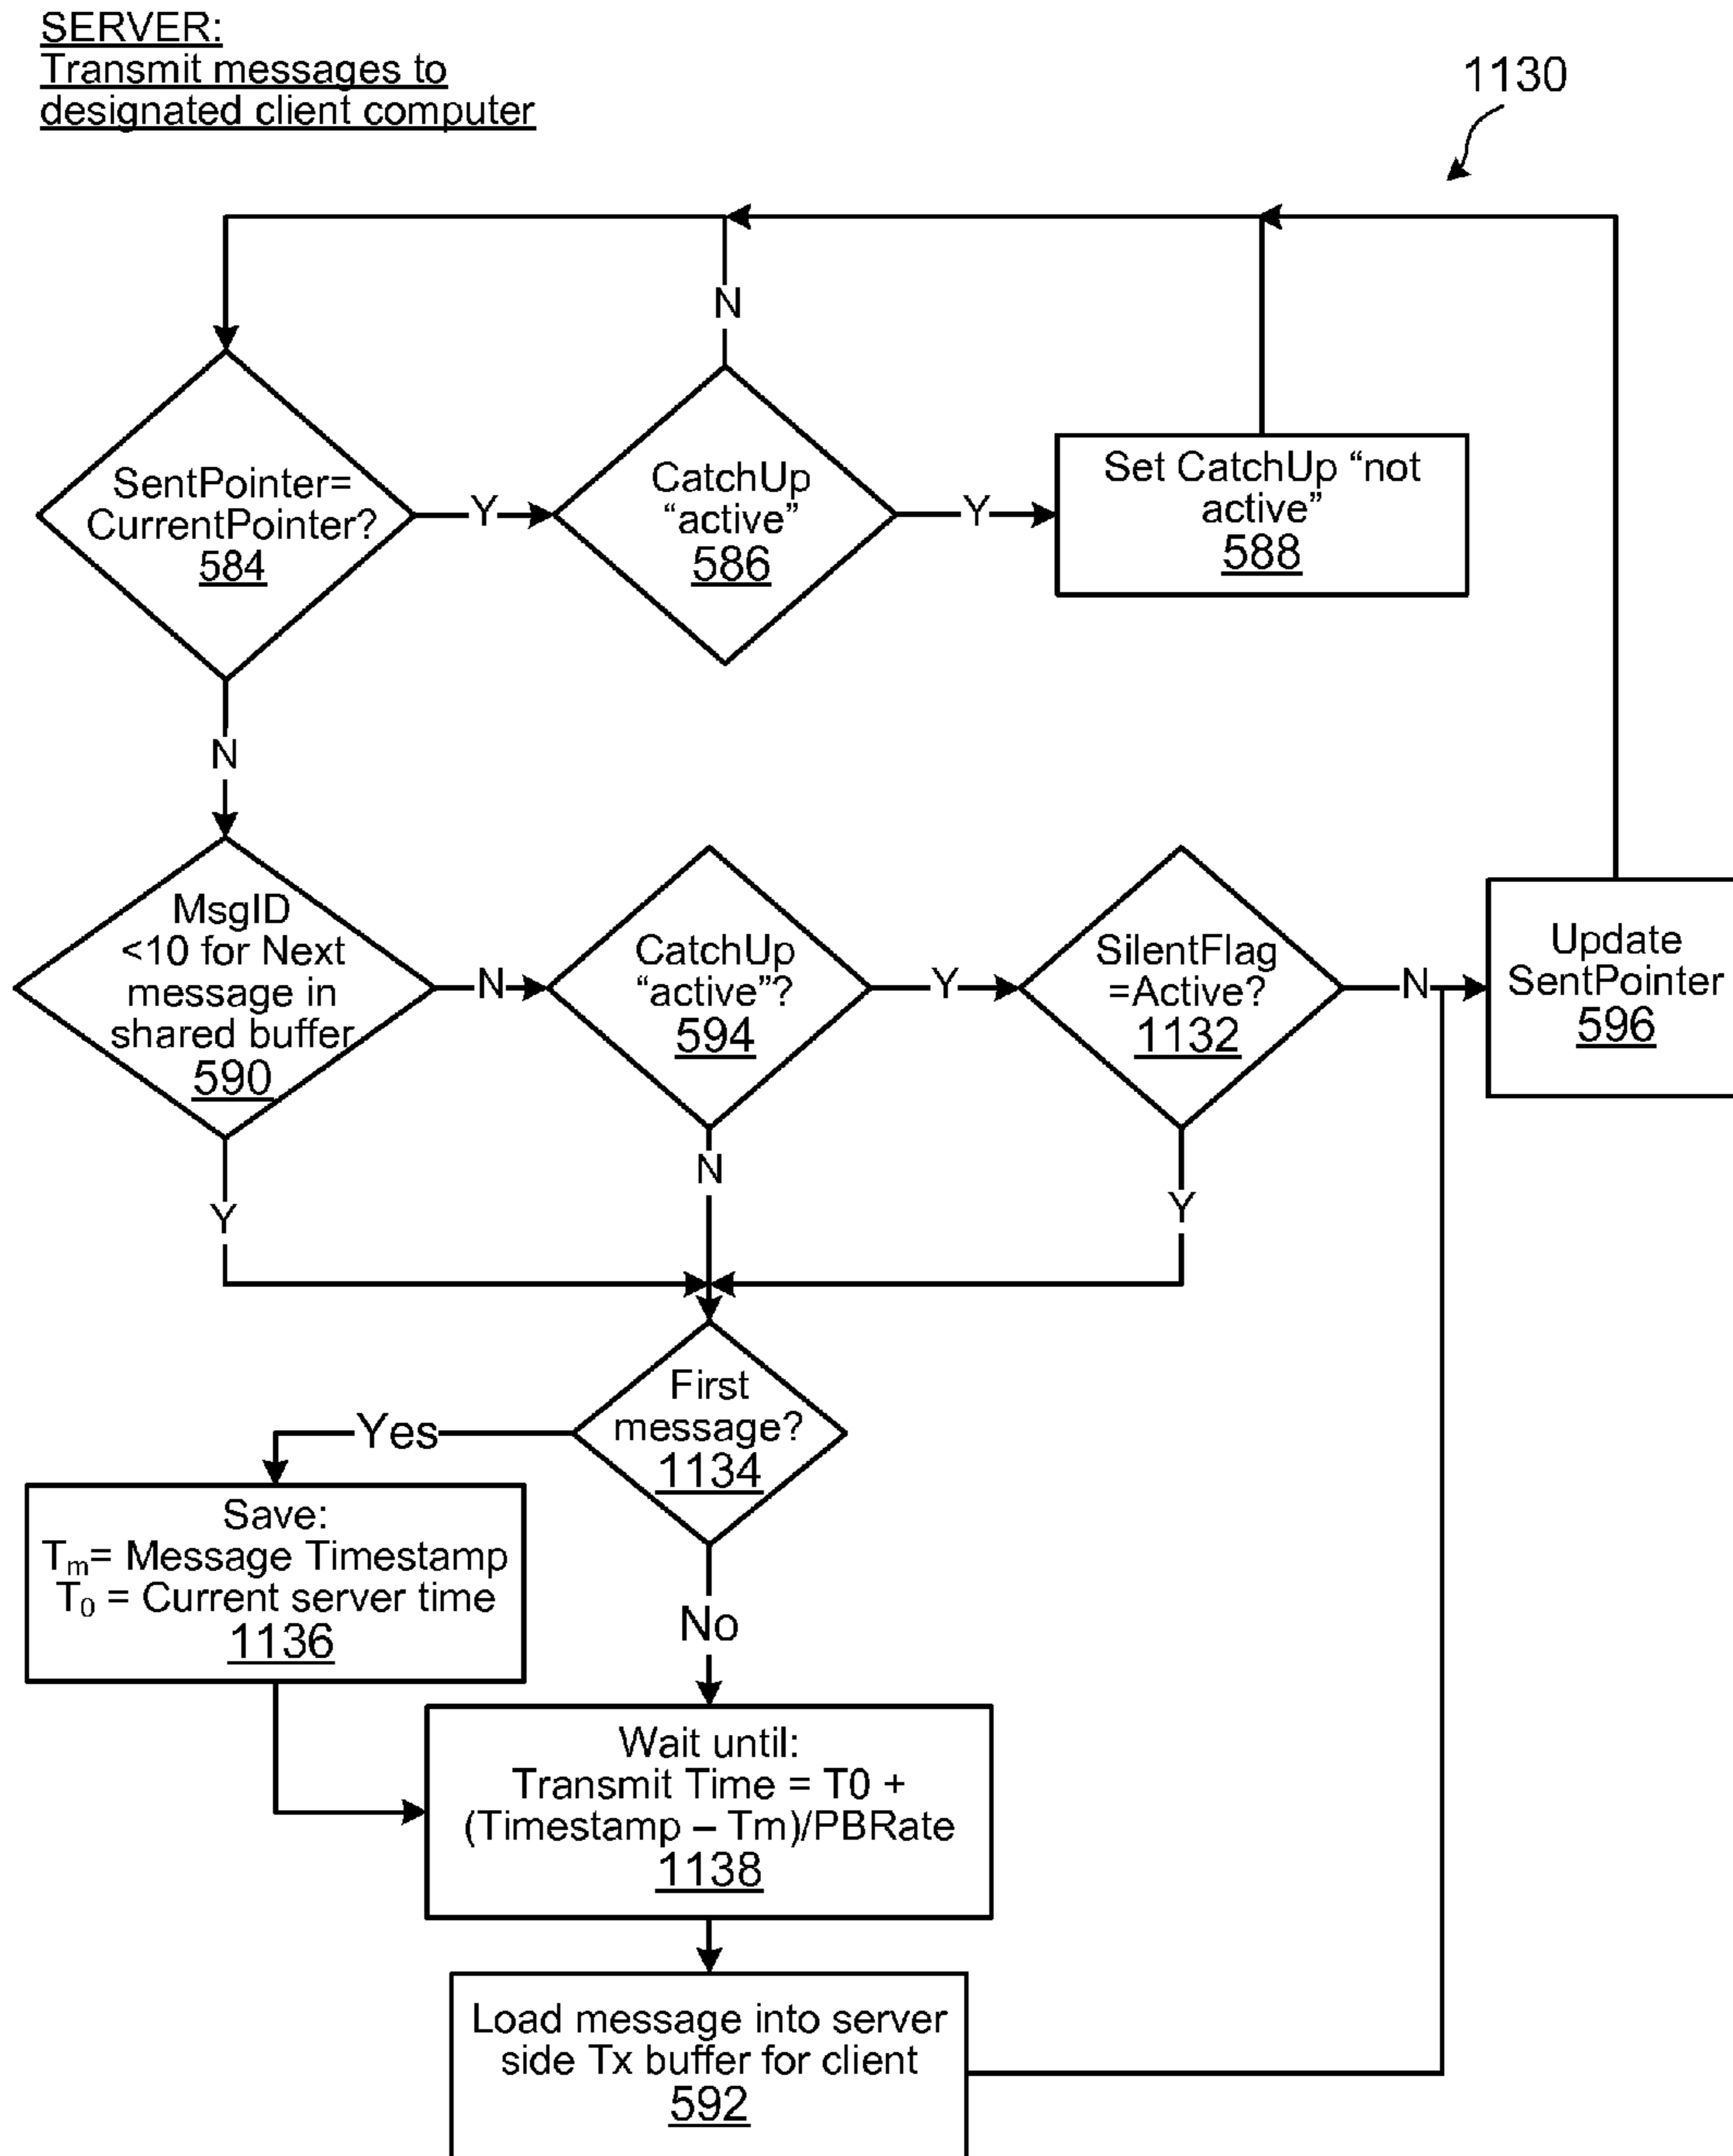 SERVER:
Transmit messages to
designated client computer
1130
N
SentPointer=
CurrentPointer?
584
Y
CatchUp
“active”
586
Y
Set CatchUp “not
active”
588
N
MsgID
<10 for Next
message in
shared buffer
590
N
CatchUp
“active”?
594
Y
SilentFlag
=Active?
1132
N
Update
SentPointer
596
Y
N
Y
First
message?
1134
Yes
Save:
Tm= Message Timestamp
T0 = Current server time
1136
No
Wait until:
Transmit Time = T0 +
(Timestamp – Tm)/PBRate
1138
Load message into server
side Tx buffer for client
592